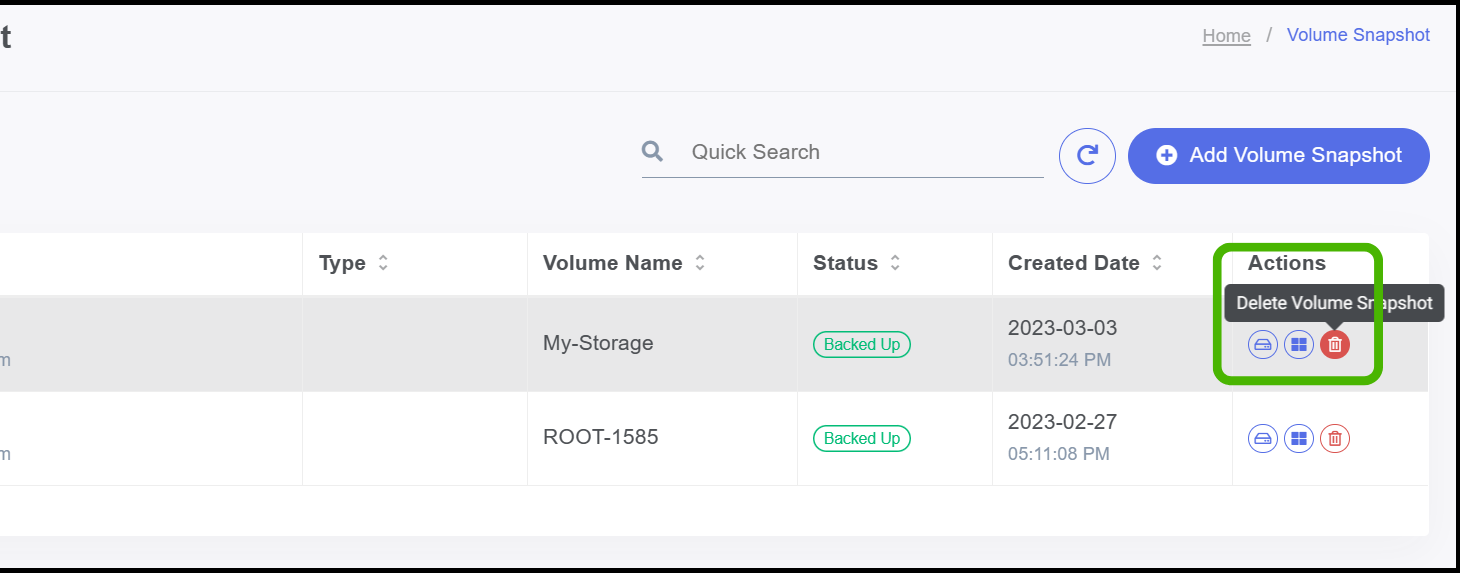 t
Home / Volume Snapshot
Quick Search
Add Volume Snapshot
Type Volume Name Status Created Date Actions
Delete Volume Snapshot
My-Storage Backed Up 2023-03-03
m 03:51:24 PM
ROOT-1585 Backed Up 2023-02-27
m 05:11:08 PM